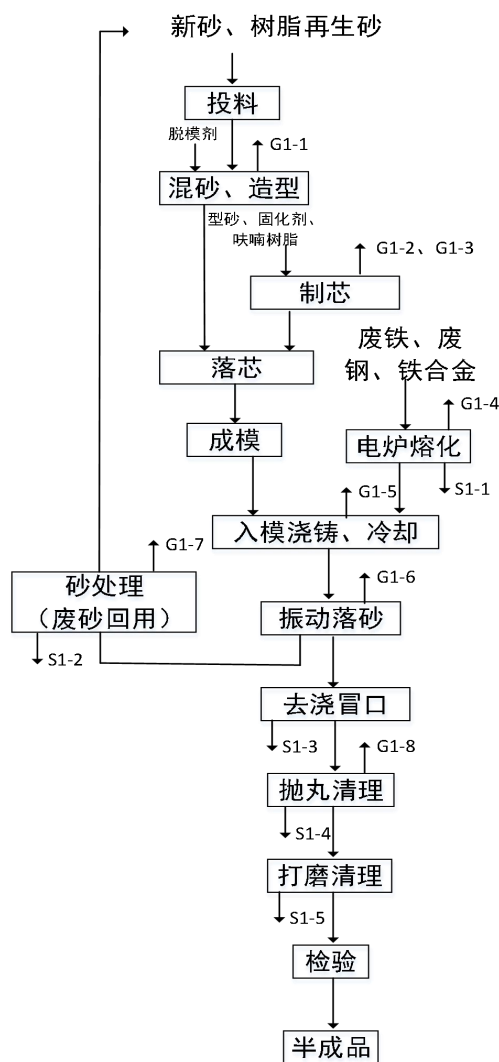 新砂、树脂再生砂
投料
脱模剂
G1-1
混砂、造型
型砂、固化剂、
呋喃树脂
G1-2、G1-3
制芯
废铁、废
钢、铁合金
落芯
G1-4
成模
电炉熔化
S1-1
G1-5
入模浇铸、冷却
G1-7
砂处理
（废砂回用）
G1-6
振动落砂
S1-2
去浇冒口
S1-3
G1-8
抛丸清理
S1-4
打磨清理
S1-5
检验
半成品